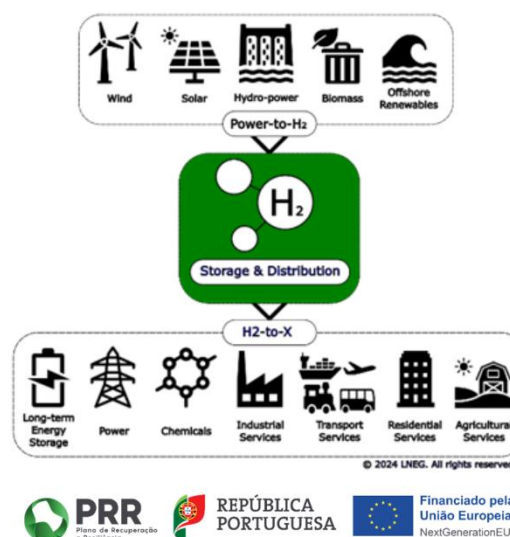 Wind
Solar
Hydro-power
Biomass
Offshore
Renewables
Power-to-H₂
H₂
Storage & Distribution
H2-to-X
Long-term
Energy
Storage
Power
Chemicals
Industrial
Services
Transport
Services
Residential
Services
Agricultural
Services
© 2024 LNEG. All rights reserve
PRR
Plano de Recuperação
e Resiliência
REPÚBLICA
PORTUGUESA
Financiado pela
União Europeia
NextGenerationEU